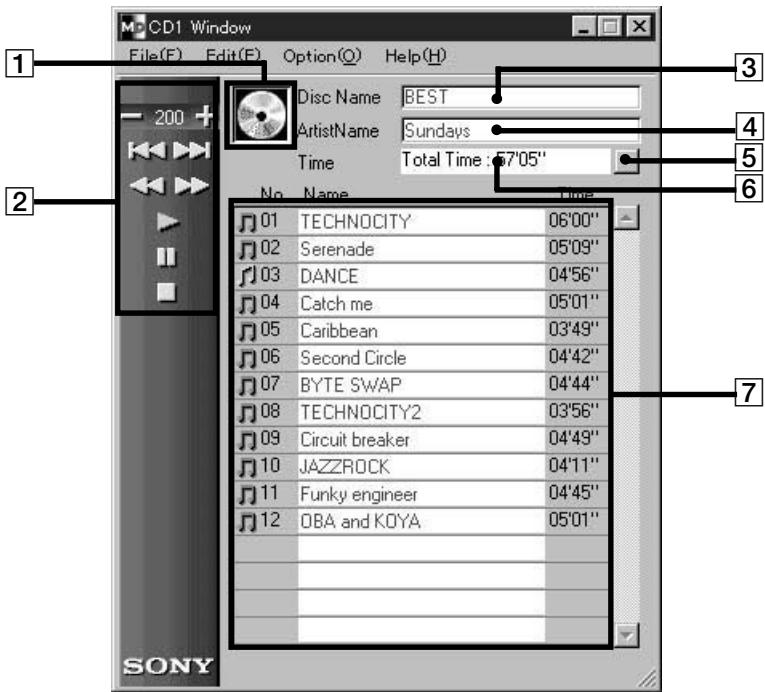 MD CD1 Window
File(F) Edit(E) Option(O) Help(H)
1
3
Disc Name BEST
200
ArtistName Sundays
4
Time Total Time : 57'05''
5
6
2
No Name Time
01 TECHNOCITY 06'00''
02 Serenade 05'09''
03 DANCE 04'56''
04 Catch me 05'01''
05 Caribbean 03'49''
06 Second Circle 04'42''
07 BYTE SWAP 04'44''
7
08 TECHNOCITY2 03'56''
09 Circuit breaker 04'49''
10 JAZZROCK 04'11''
11 Funky engineer 04'45''
12 OBA and KOYA 05'01''
SONY